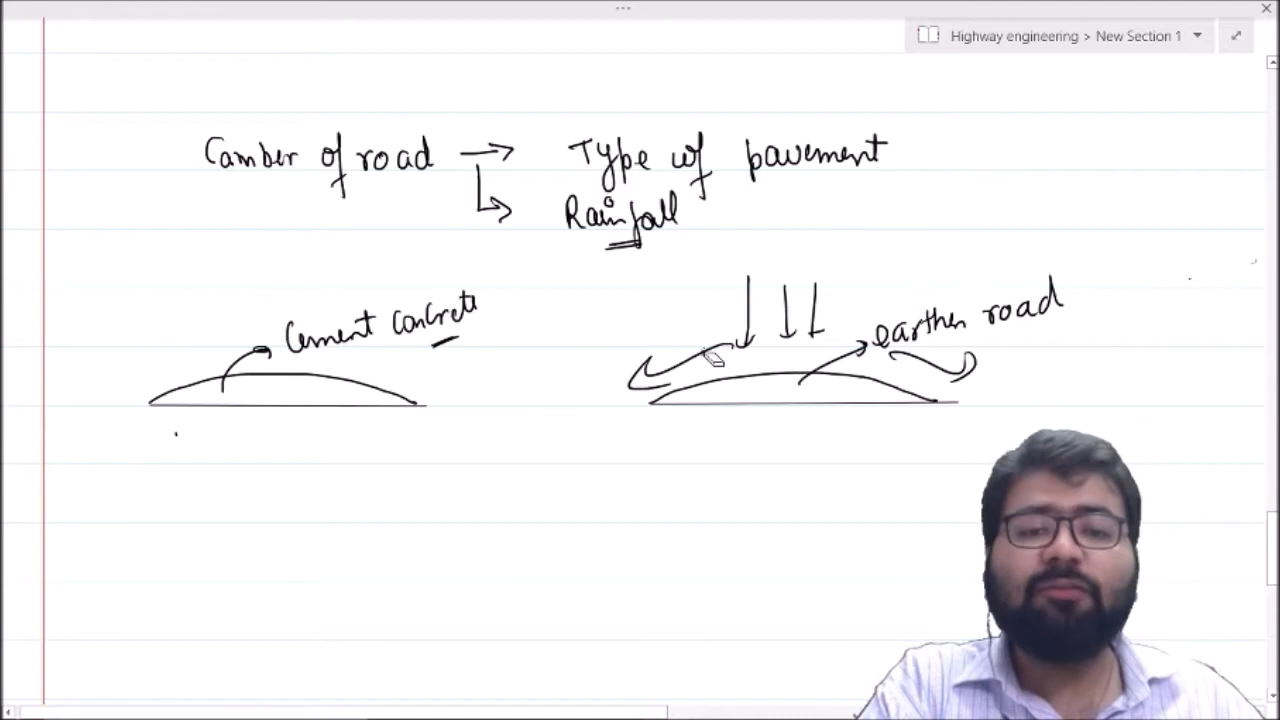 Highway engineering > New Section 1
Camber of road → Type of pavement
Rainfall
Cement concrete
earthen road